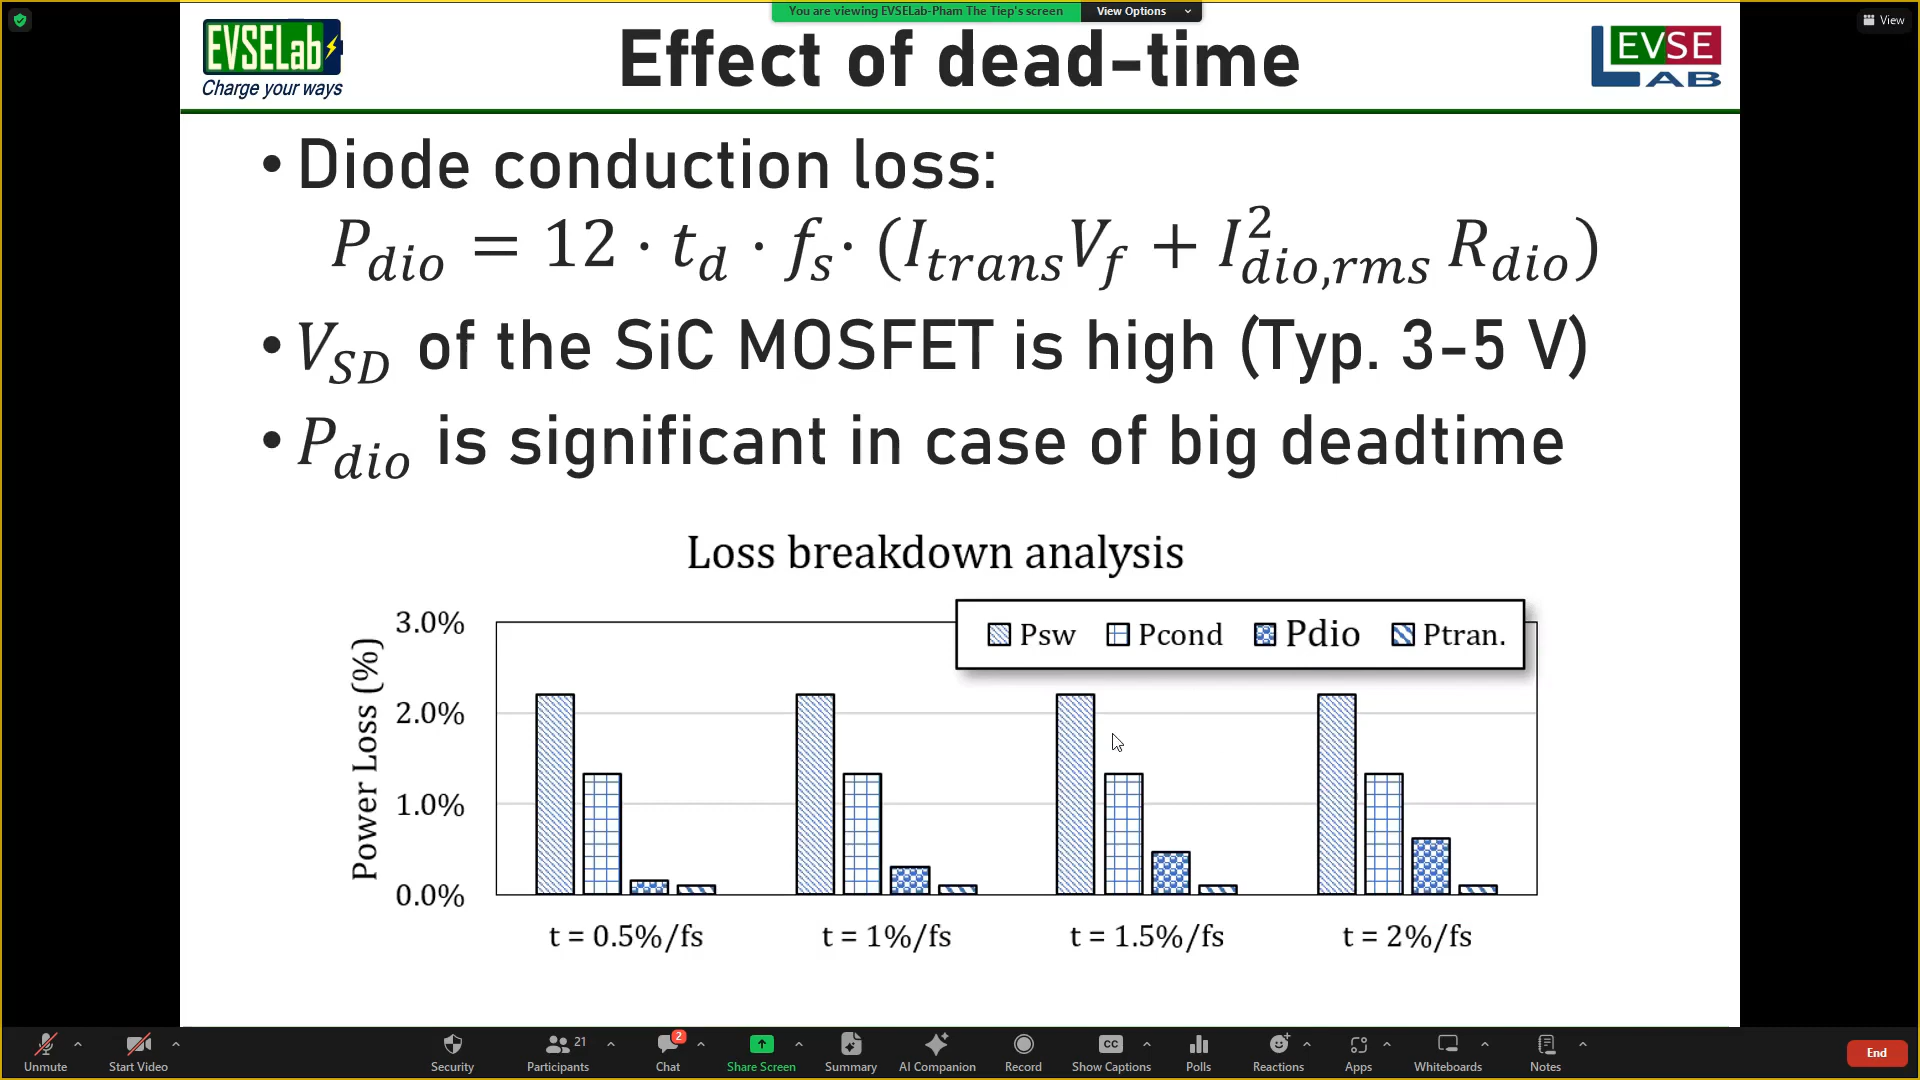 You are viewing EVSELab-Pham The Tiep's screen
View Options
View
EVSELab
Charge your ways
Effect of dead-time
EVSE
LAB
• Diode conduction loss:
P_dio = 12 · t_d · f_s · (I_trans V_f + I²_dio,rms R_dio)
• V_SD of the SiC MOSFET is high (Typ. 3-5 V)
• P_dio is significant in case of big deadtime
Loss breakdown analysis
Psw Pcond Pdio Ptran.
Power Loss (%)
3.0%
2.0%
1.0%
0.0%
t = 0.5%/fs t = 1%/fs t = 1.5%/fs t = 2%/fs
Unmute
Start Video
Security
Participants 21
Chat 2
Share Screen
Summary
AI Companion
Record
CC
Show Captions
Polls
Reactions
Apps
Whiteboards
Notes
End